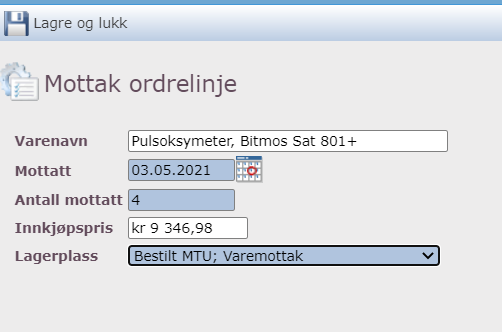 Lagre og lukk
Mottak ordrelinje
Varenavn Pulsoksymeter, Bitmos Sat 801+
Mottatt 03.05.2021
Antall mottatt 4
Innkjøpspris kr 9 346,98
Lagerplass Bestilt MTU; Varemottak